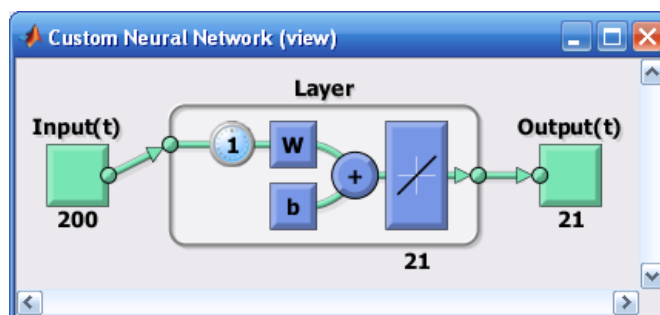 Custom Neural Network (view)
Layer
Input(t)
Output(t)
1
W
b
+
200
21
21